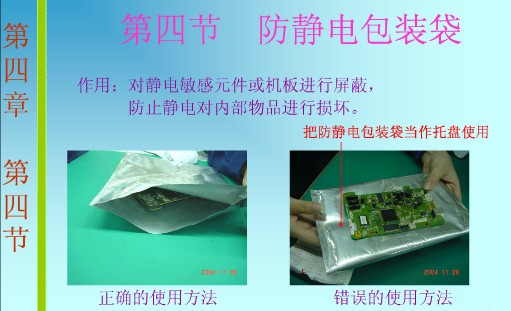 第四章 第四节
第四节 防静电包装袋
作用：对静电敏感元件或机板进行屏蔽，
防止静电对内部物品进行损坏。
把防静电包装袋当作托盘使用
2004 11 26
正确的使用方法
错误的使用方法